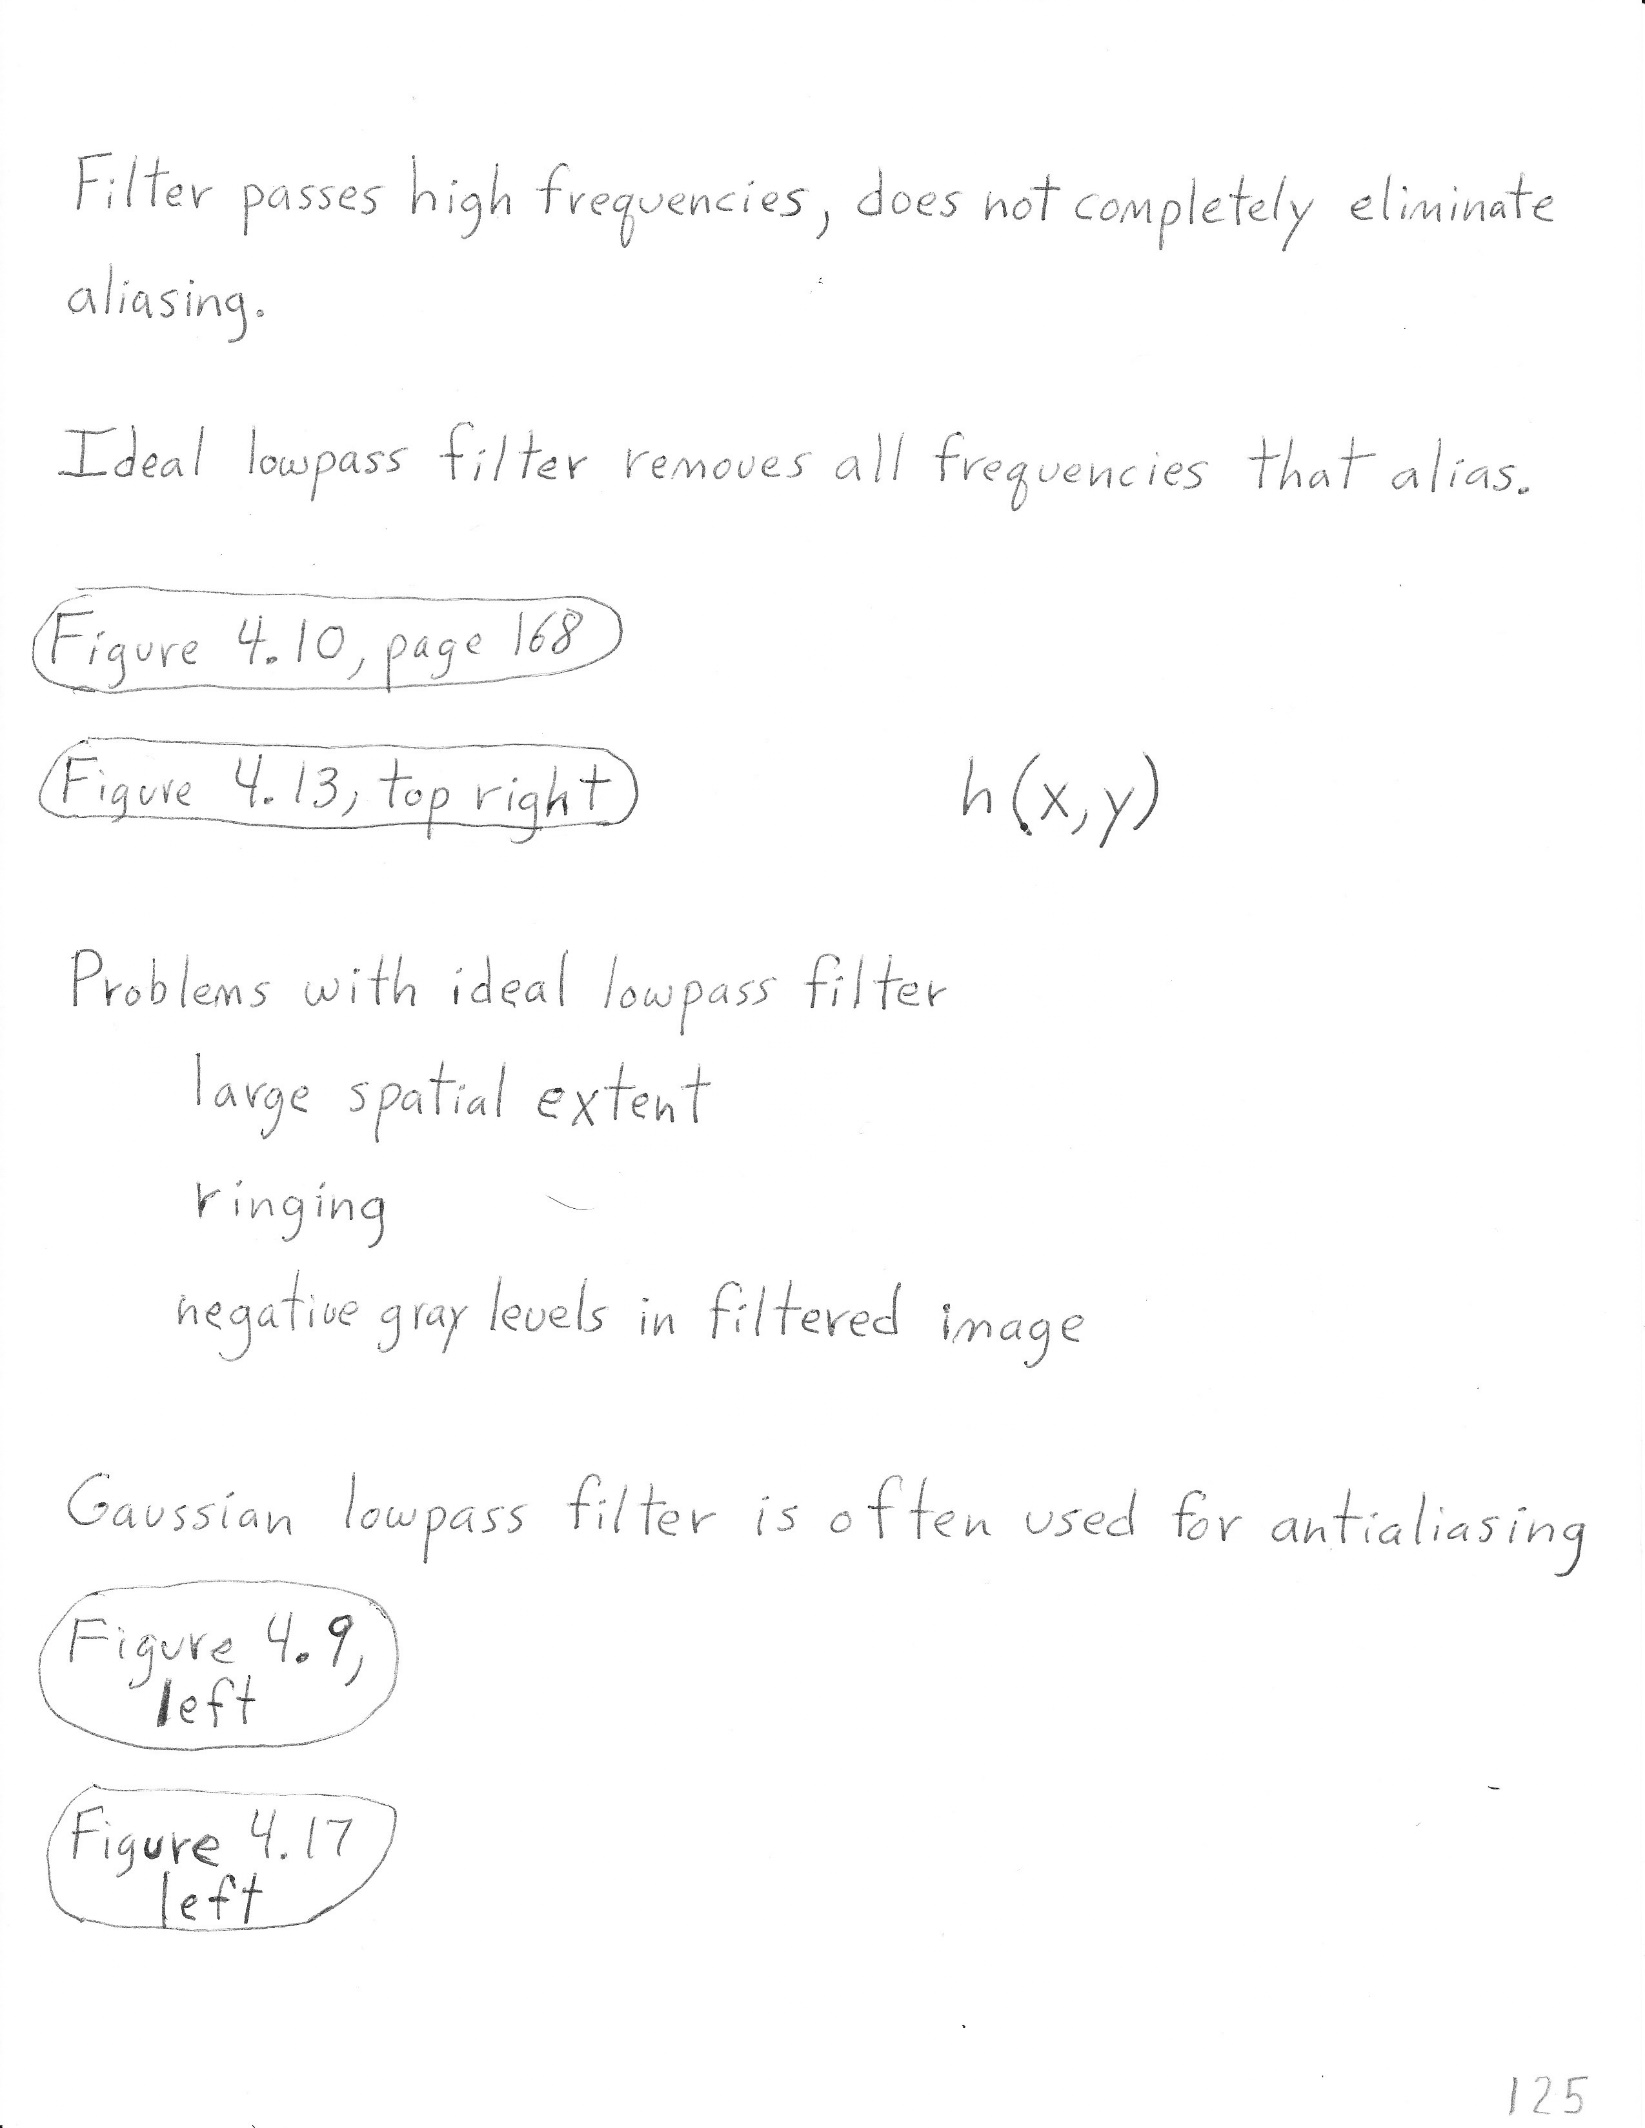 Filter passes high frequencies, does not completely eliminate
aliasing.
Ideal lowpass filter removes all frequencies that alias.
Figure 4.10, page 168
Figure 4.13, top right
h(x,y)
Problems with ideal lowpass filter
large spatial extent
ringing
negative gray levels in filtered image
Gaussian lowpass filter is often used for antialiasing
Figure 4.9,
left
Figure 4.17
left
125